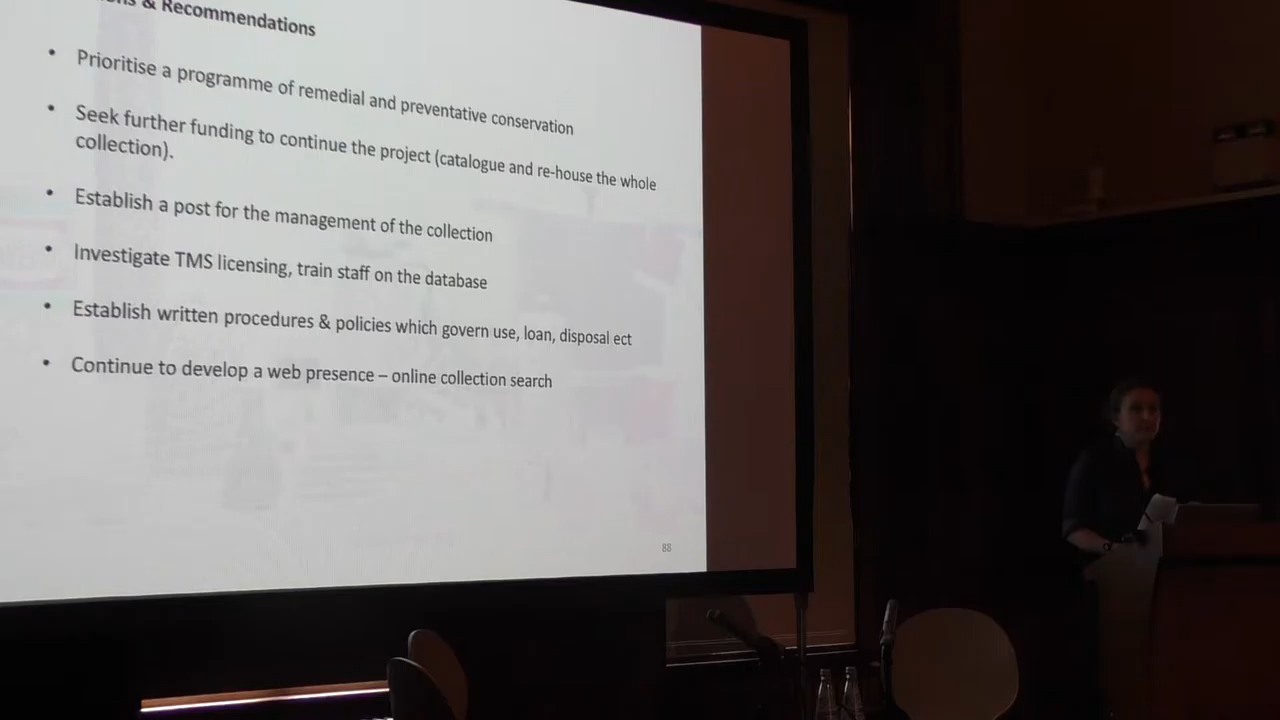 & Recommendations
• Prioritise a programme of remedial and preventative conservation
• Seek further funding to continue the project (catalogue and re-house the whole
collection).
• Establish a post for the management of the collection
• Investigate TMS licensing, train staff on the database
• Establish written procedures & policies which govern use, loan, disposal ect
• Continue to develop a web presence – online collection search
88